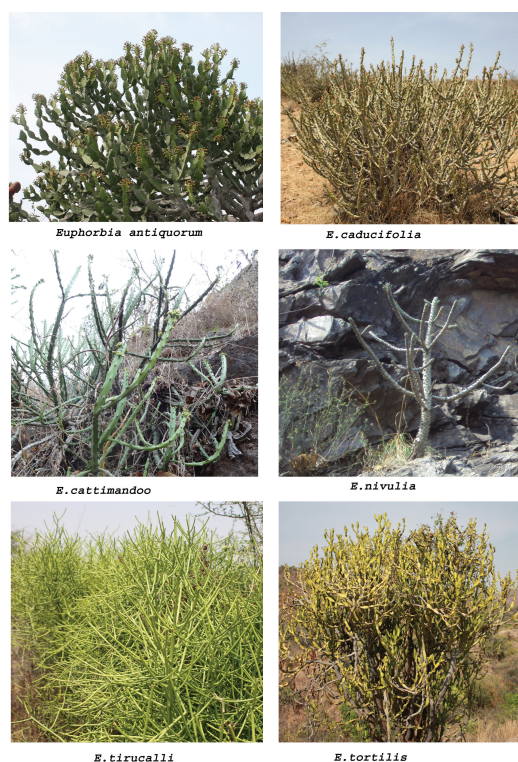 Euphorbia antiquorum
E.caducifolia
E.cattimandoo
E.nivulia
E.tirucalli
E.tortilis